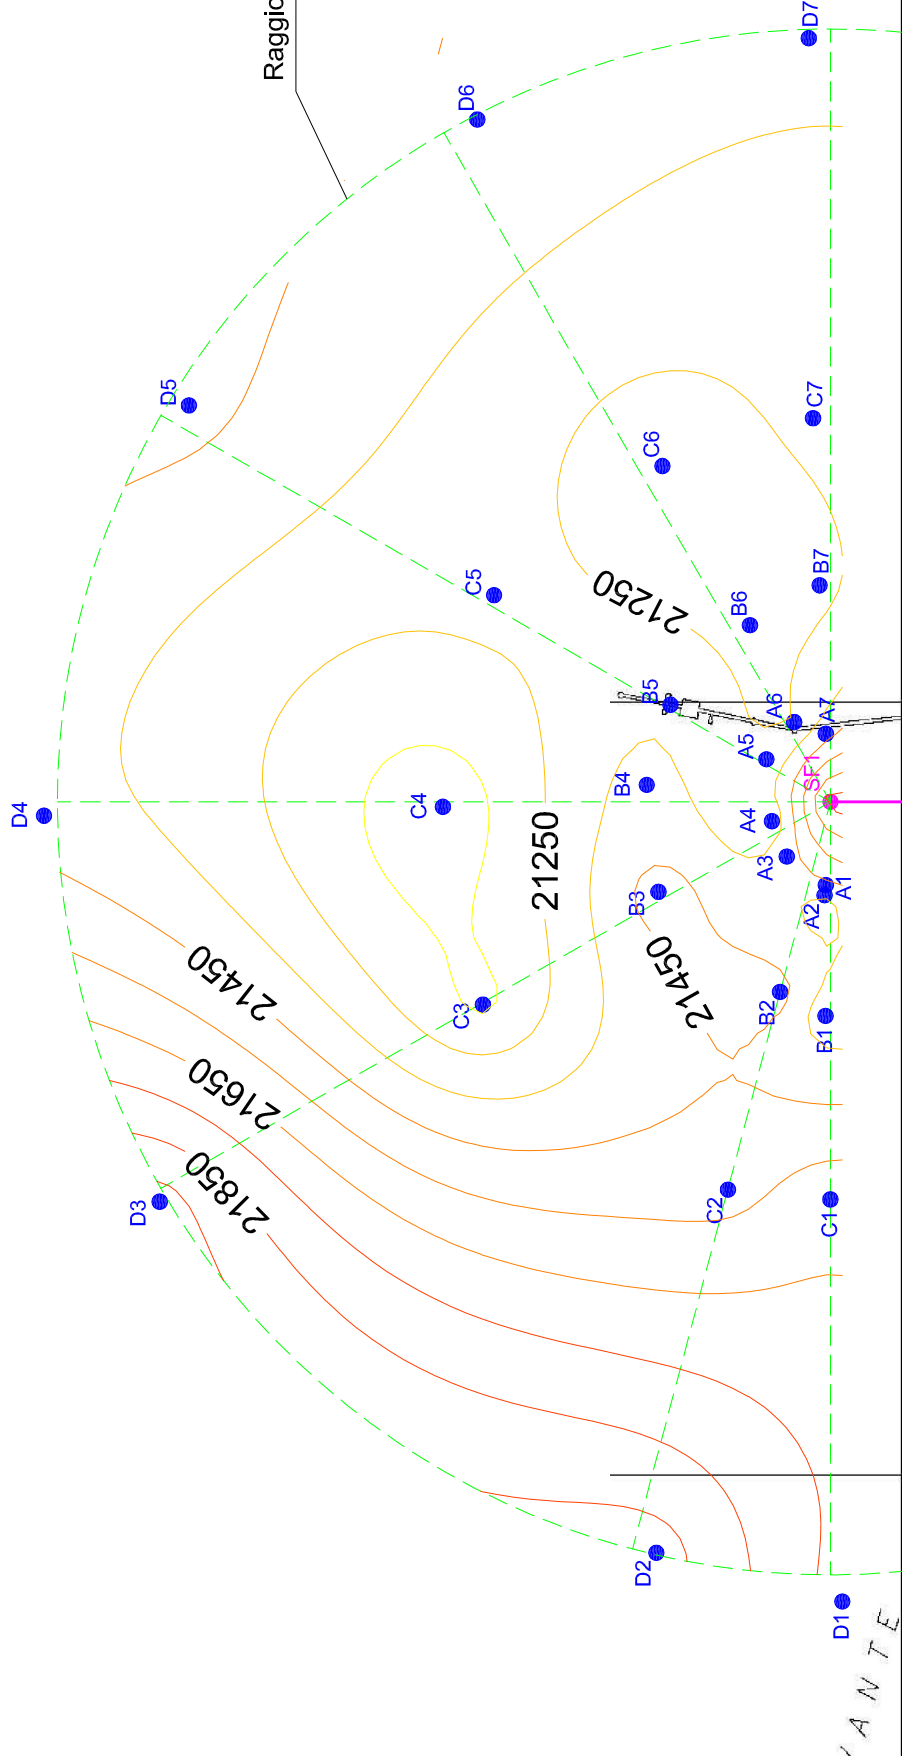 Raggio
D7
D6
D5
C7
C6
C5
21250
B7
B6
B5
A6
A7
A5
SF1
B4
A4
C4
D4
21250
A3
A1
A2
B3
21450
21450
B2
B1
C3
21650
21850
D3
C2
C1
D2
D1
VANTE